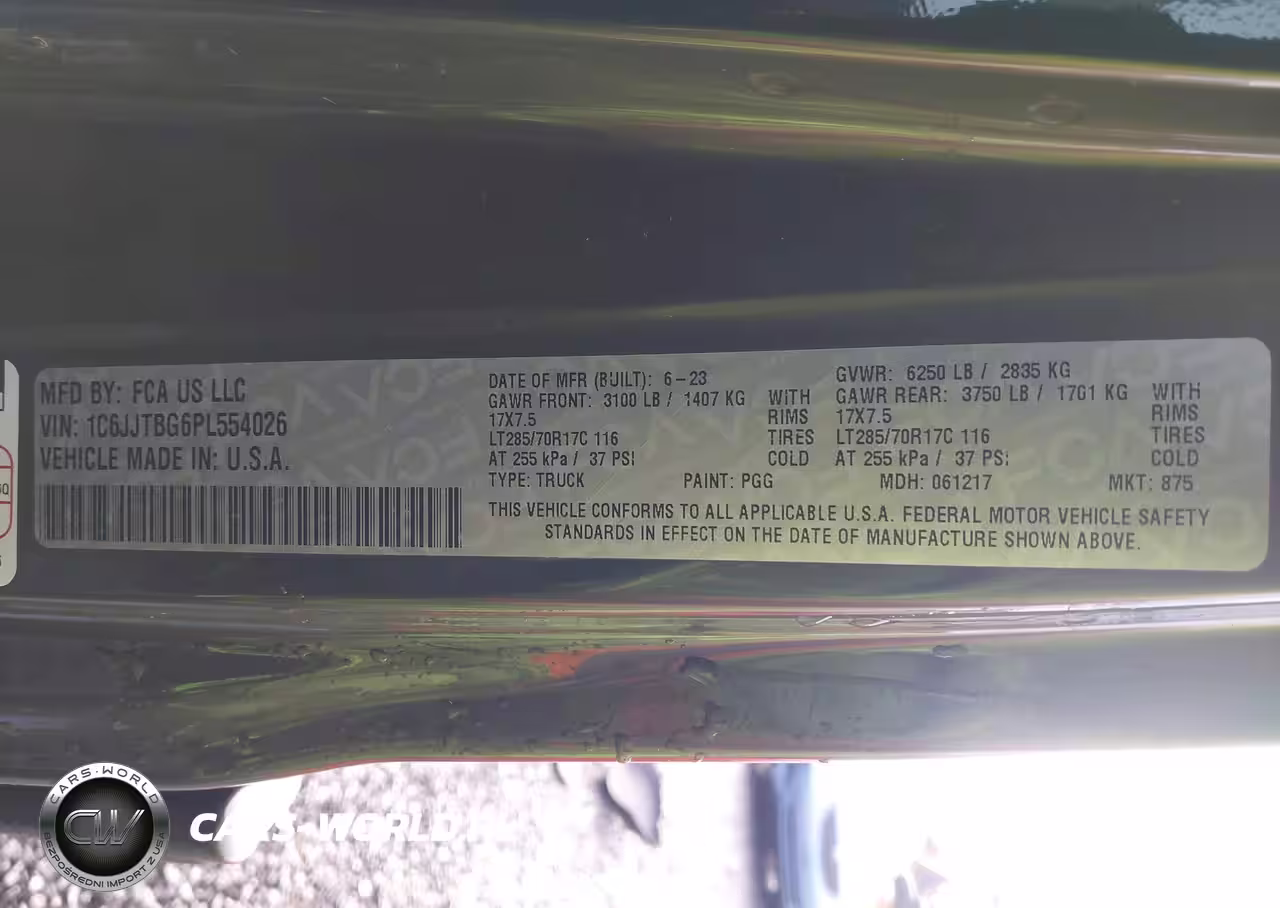 MFD BY: FCA US LLC
VIN: 1C6JJTBG6PL554026
VEHICLE MADE IN: U.S.A.
DATE OF MFR (BUILT): 6-23
GAWR FRONT: 3100 LB / 1407 KG WITH
17X7.5 RIMS
LT285/70R17C 116 TIRES
AT 255 kPa / 37 PSI COLD
GVWR: 6250 LB / 2835 KG
GAWR REAR: 3750 LB / 1701 KG WITH
17X7.5 RIMS
LT285/70R17C 116 TIRES
AT 255 kPa / 37 PSI COLD
TYPE: TRUCK PAINT: PGG MDH: 061217 MKT: 875
THIS VEHICLE CONFORMS TO ALL APPLICABLE U.S.A. FEDERAL MOTOR VEHICLE SAFETY
STANDARDS IN EFFECT ON THE DATE OF MANUFACTURE SHOWN ABOVE.
CARS-WORLD
CW
BEZPOŚREDNI IMPORT Z USA
CARS-WORLD